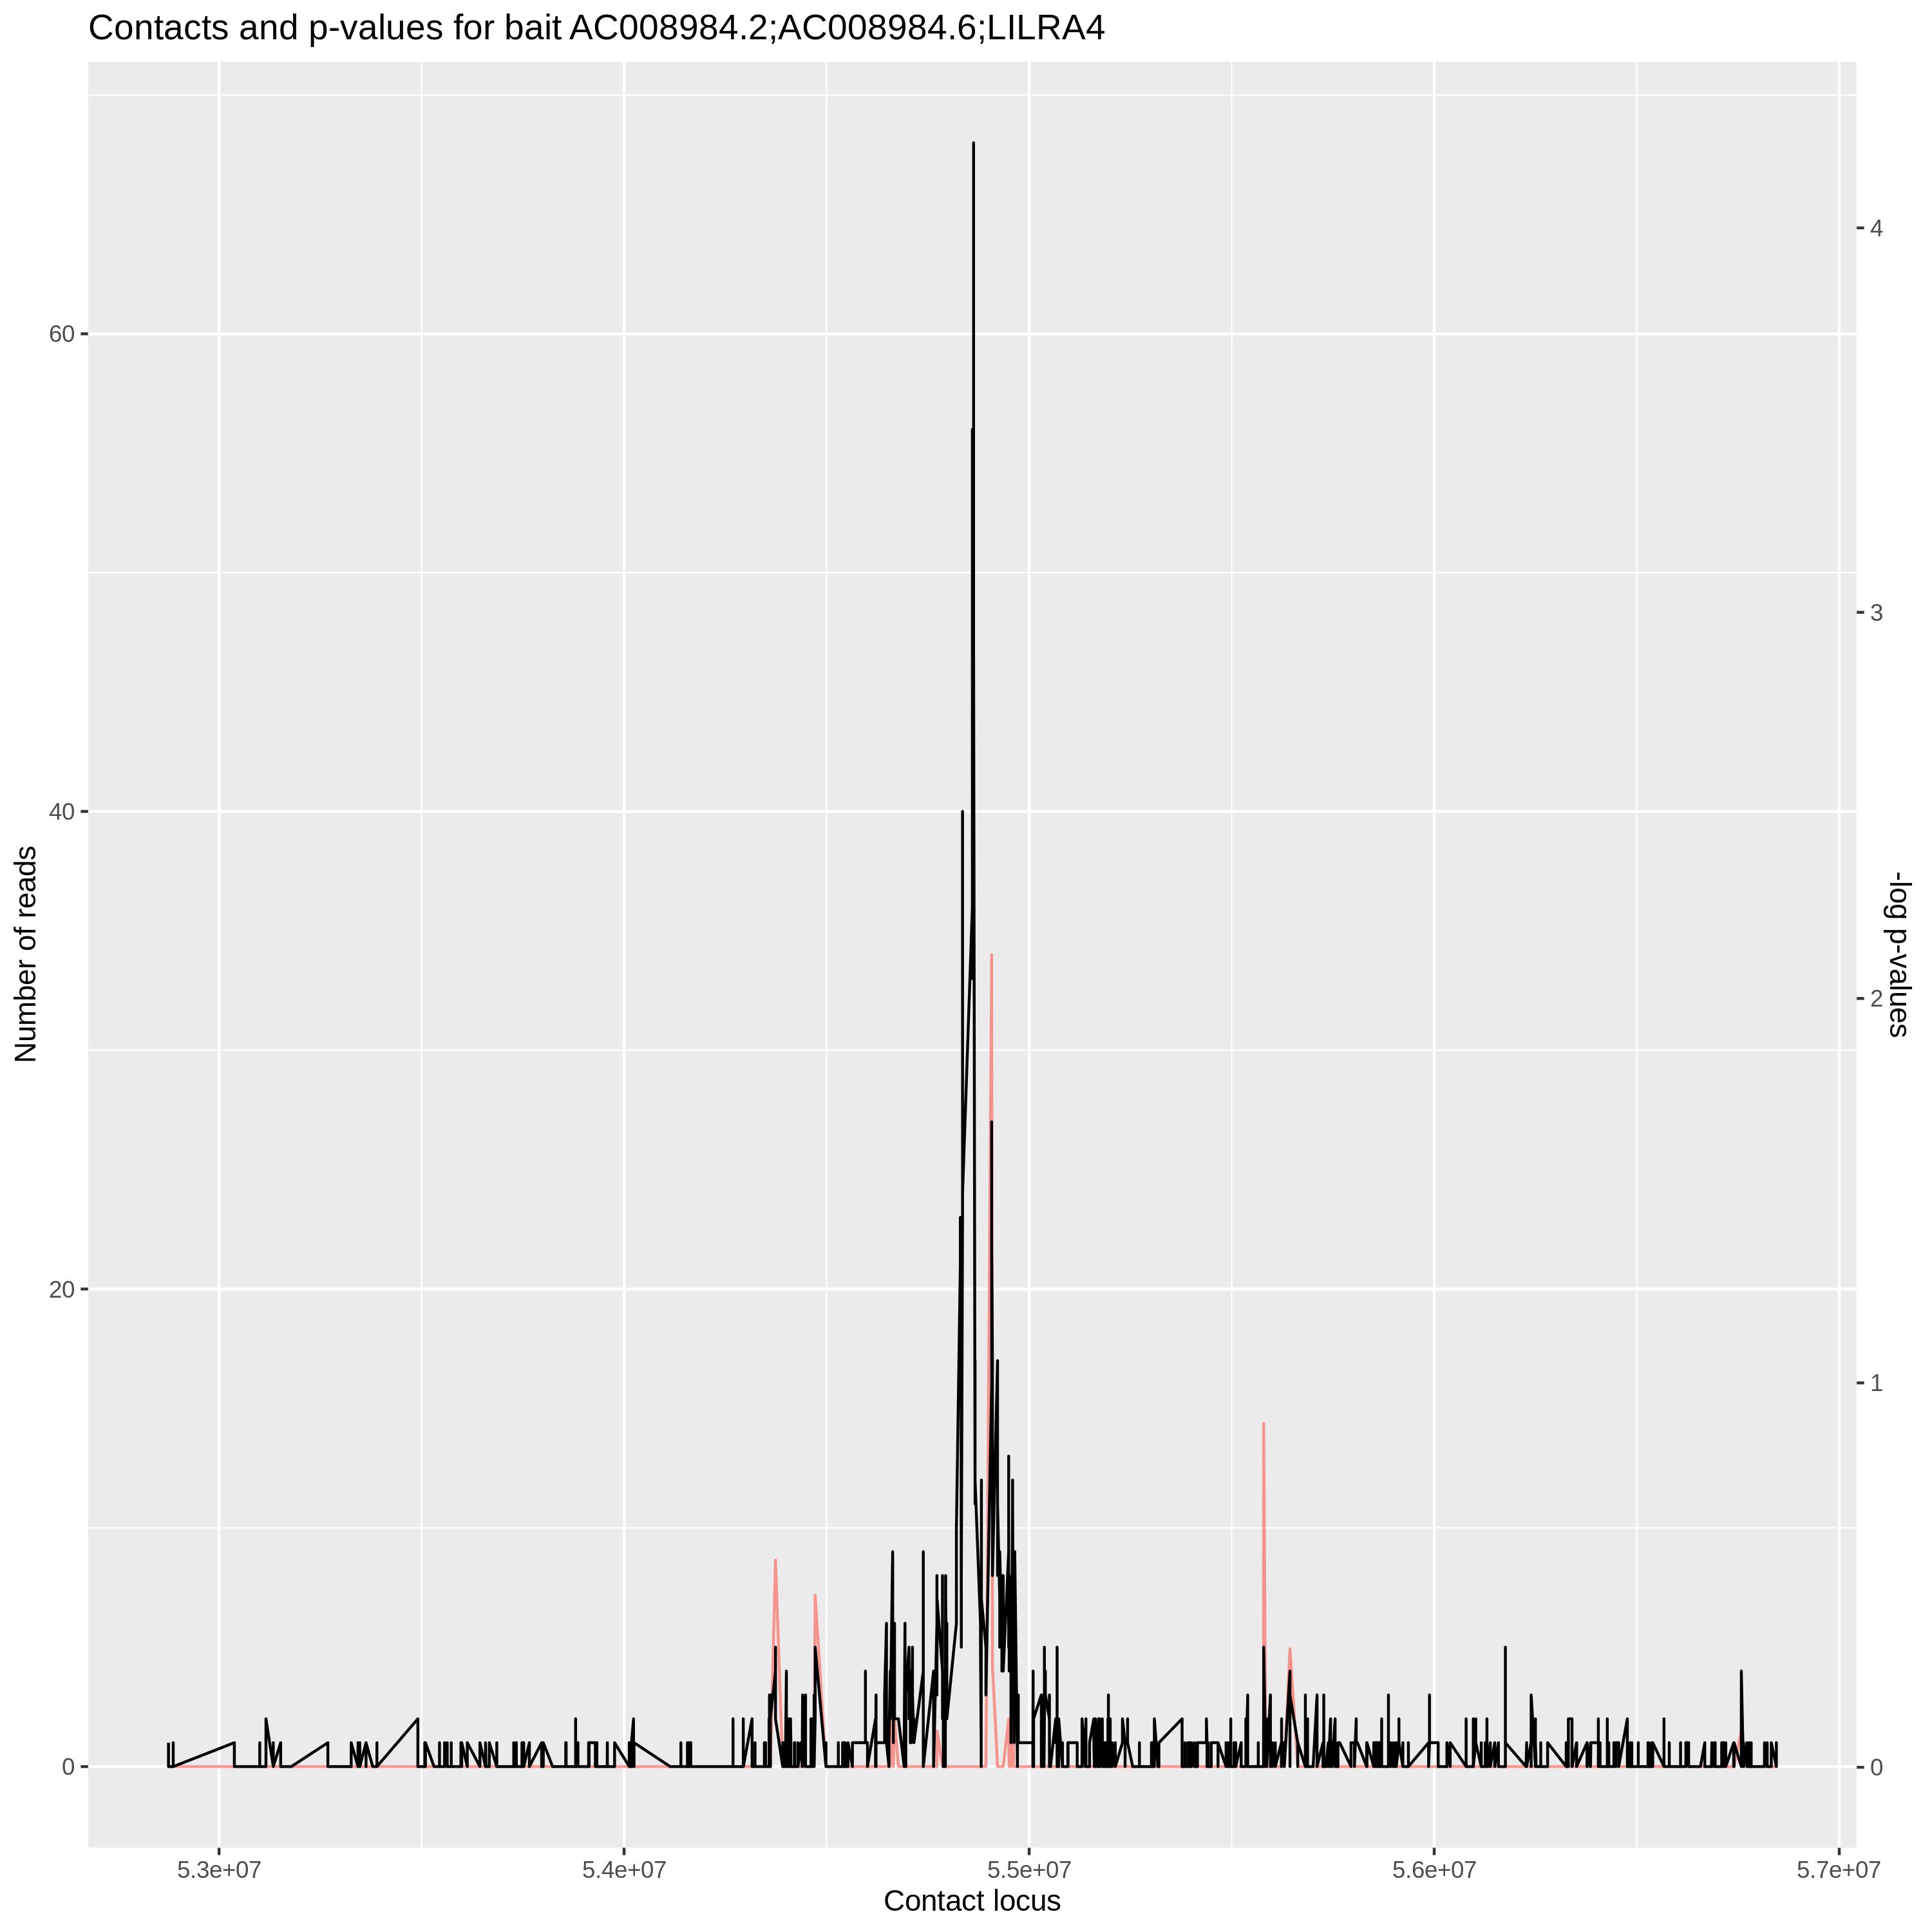 Contacts and p-values for bait AC008984.2;AC008984.6;LILRA4
4
60
3
40
Number of reads
-log p-values
2
20
1
0
0
5.3e+07
5.4e+07
5.5e+07
5.6e+07
5.7e+07
Contact locus